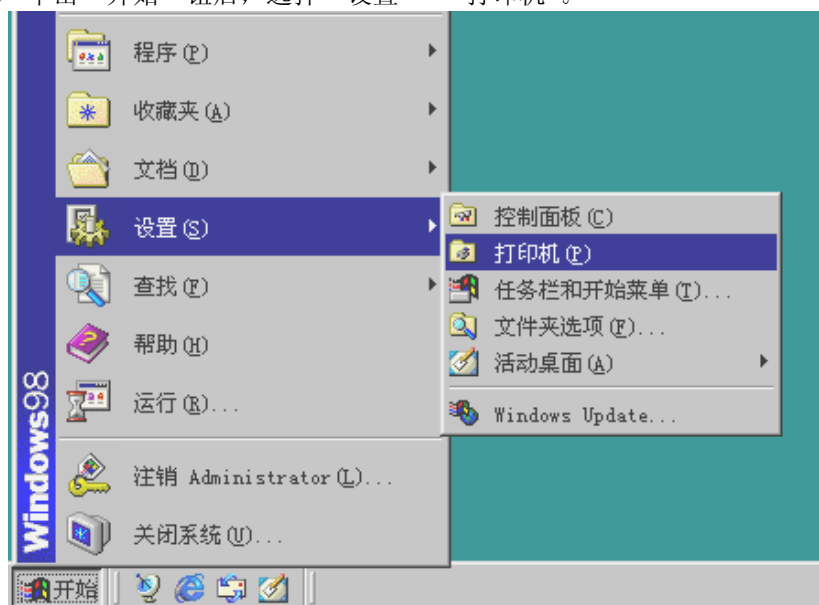 程序(P)
收藏夹(A)
文档(D)
设置(S)
控制面板(C)
打印机(P)
任务栏和开始菜单(T)...
文件夹选项(F)...
活动桌面(A)
Windows Update...
查找(F)
帮助(H)
运行(R)...
注销 Administrator(L)...
关闭系统(U)...
Windows98
开始